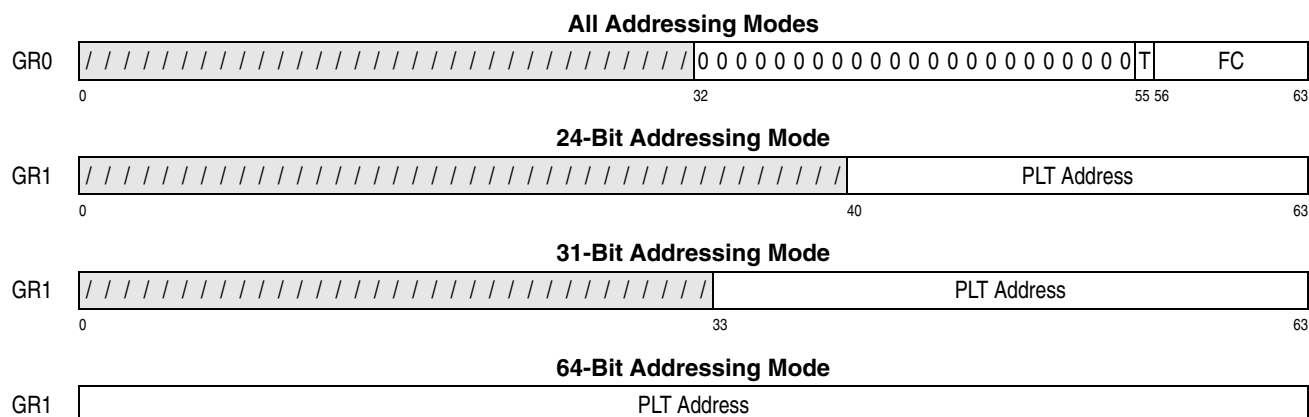 All Addressing Modes
GR0 / / / / / / / / / / / / / / / / / / / / / / / / / / / / / / / / 0 0 0 0 0 0 0 0 0 0 0 0 0 0 0 0 0 0 0 0 0 0 0 T FC
0 32 55 56 63
24-Bit Addressing Mode
GR1 / / / / / / / / / / / / / / / / / / / / / / / / / / / / / / / / / / / / / / / / PLT Address
0 40 63
31-Bit Addressing Mode
GR1 / / / / / / / / / / / / / / / / / / / / / / / / / / / / / / / / / PLT Address
0 33 63
64-Bit Addressing Mode
GR1 PLT Address